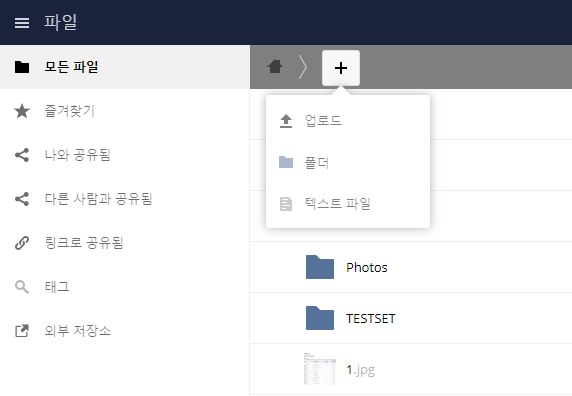 파일
모든 파일
즐겨찾기
나와 공유됨
다른 사람과 공유됨
링크로 공유됨
태그
외부 저장소
업로드
폴더
텍스트 파일
Photos
TESTSET
1.jpg